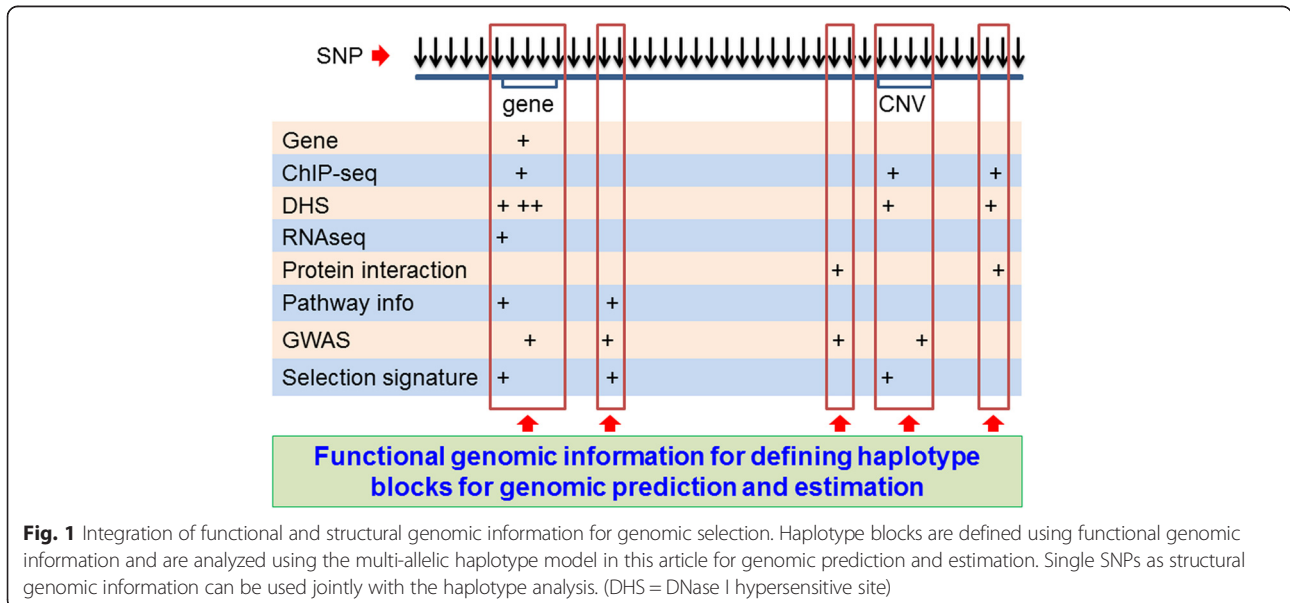 SNP
gene CNV
Gene +
ChIP-seq + + +
DHS + ++ + +
RNAseq +
Protein interaction + +
Pathway info + +
GWAS + + + +
Selection signature + + +
Functional genomic information for defining haplotype
blocks for genomic prediction and estimation
Fig. 1 Integration of functional and structural genomic information for genomic selection. Haplotype blocks are defined using functional genomic
information and are analyzed using the multi-allelic haplotype model in this article for genomic prediction and estimation. Single SNPs as structural
genomic information can be used jointly with the haplotype analysis. (DHS = DNase I hypersensitive site)